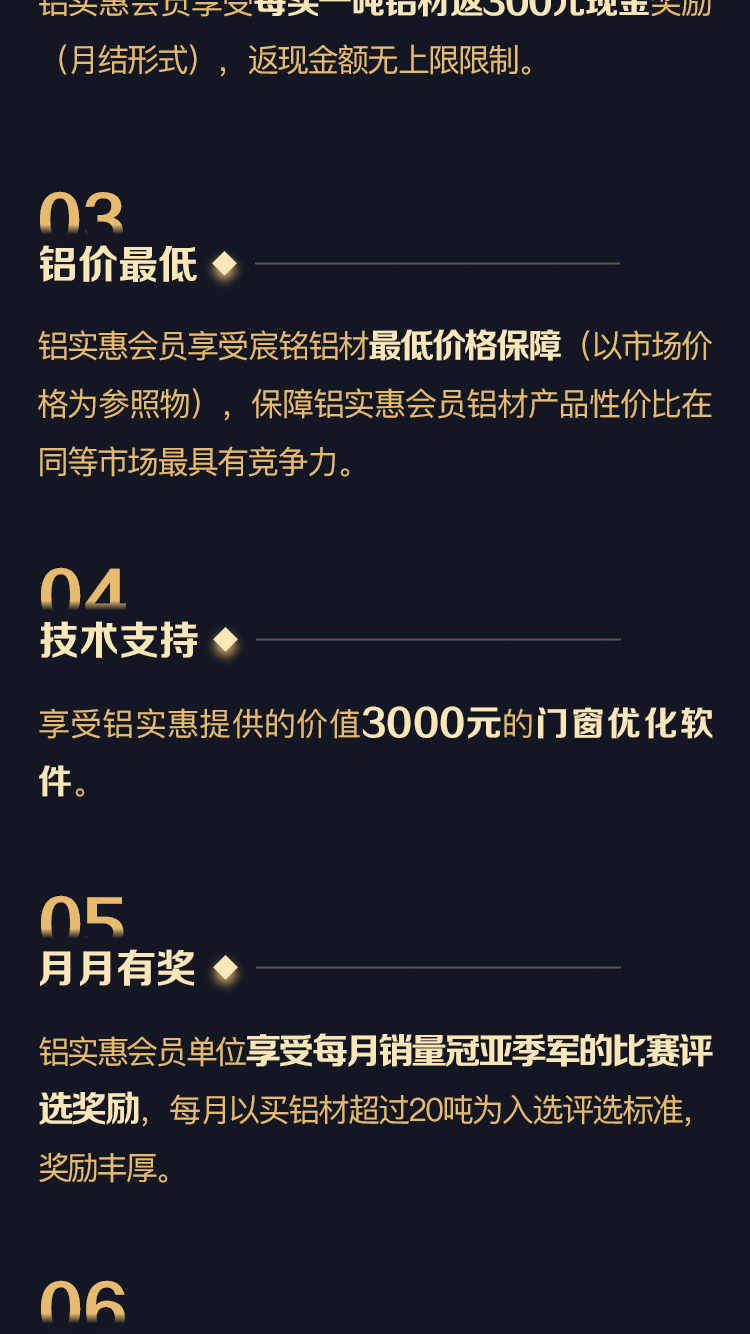 铝实惠会员享受每买一吨铝材返300元现金奖励
（月结形式），返现金额无上限限制。
03
铝价最低
铝实惠会员享受宸铭铝材最低价格保障（以市场价
格为参照物），保障铝实惠会员铝材产品性价比在
同等市场最具有竞争力。
04
技术支持
享受铝实惠提供的价值3000元的门窗优化软
件。
05
月月有奖
铝实惠会员单位享受每月销量冠亚季军的比赛评
选奖励，每月以买铝材超过20吨为入选评选标准，
奖励丰厚。
06